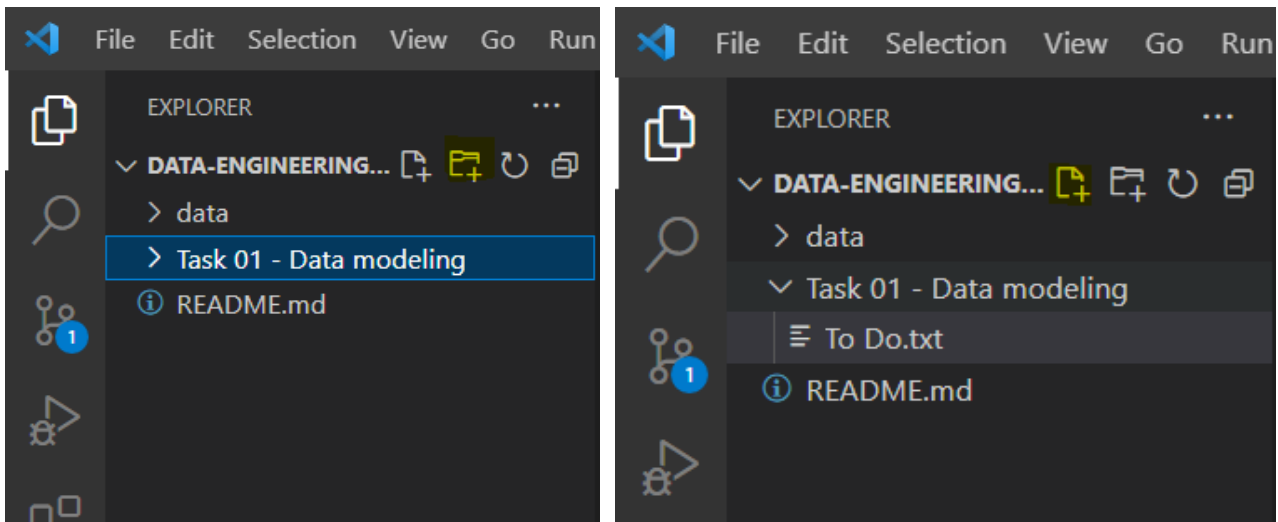 File Edit Selection View Go Run
EXPLORER
DATA-ENGINEERING...
data
Task 01 - Data modeling
README.md
1
File Edit Selection View Go Run
EXPLORER
DATA-ENGINEERING...
data
Task 01 - Data modeling
To Do.txt
README.md
1